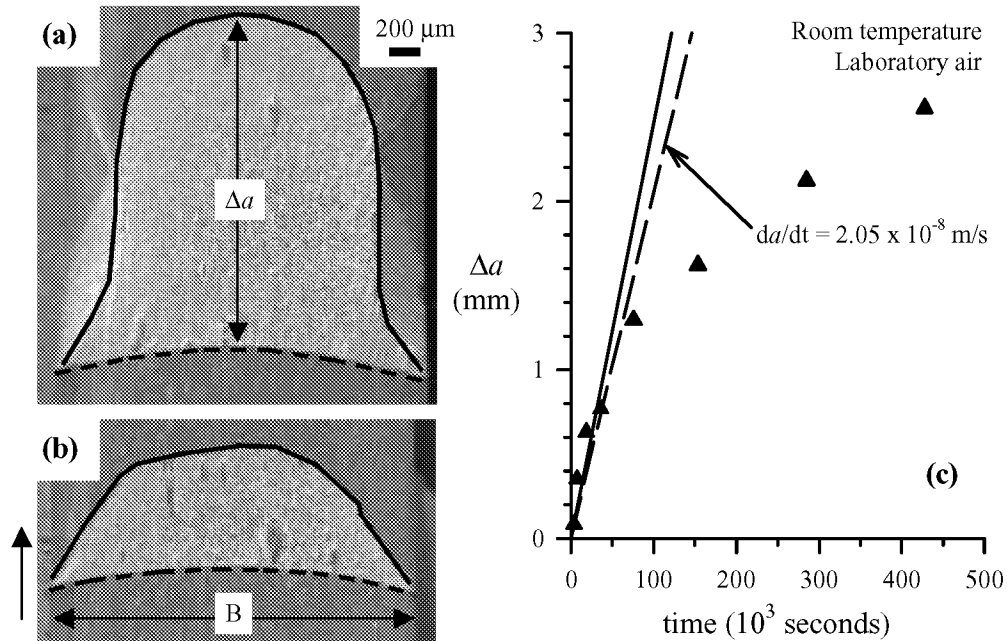 (a)
200 μm
Δa
(b)
B
3
2
1
0
Δa
(mm)
Room temperature
Laboratory air
da/dt = 2.05 x 10⁻⁸ m/s
(c)
0 100 200 300 400 500
time (10³ seconds)